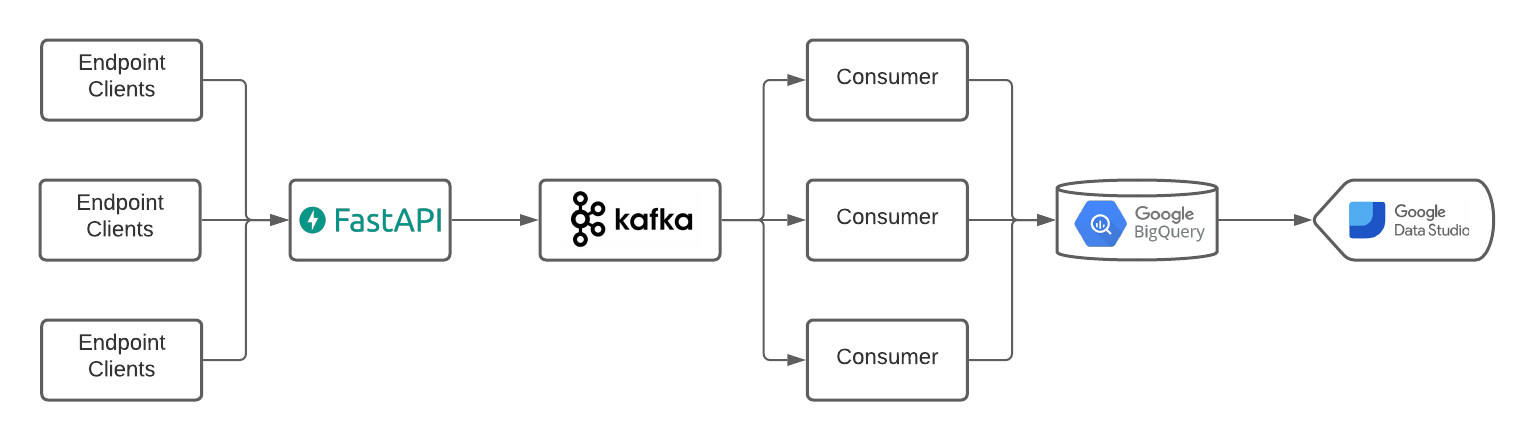 Endpoint
Clients
Endpoint
Clients
Endpoint
Clients
FastAPI
kafka
Consumer
Consumer
Consumer
Google
BigQuery
Google
Data Studio